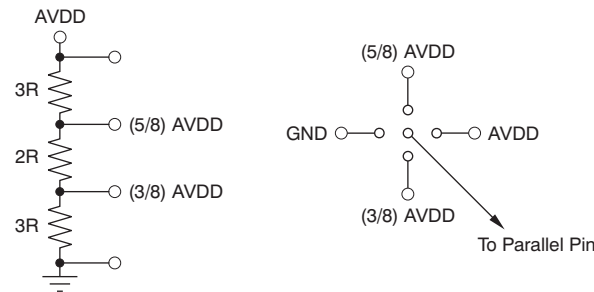 AVDD
3R
(5/8) AVDD
2R
(3/8) AVDD
3R
(5/8) AVDD
GND
AVDD
(3/8) AVDD
To Parallel Pin